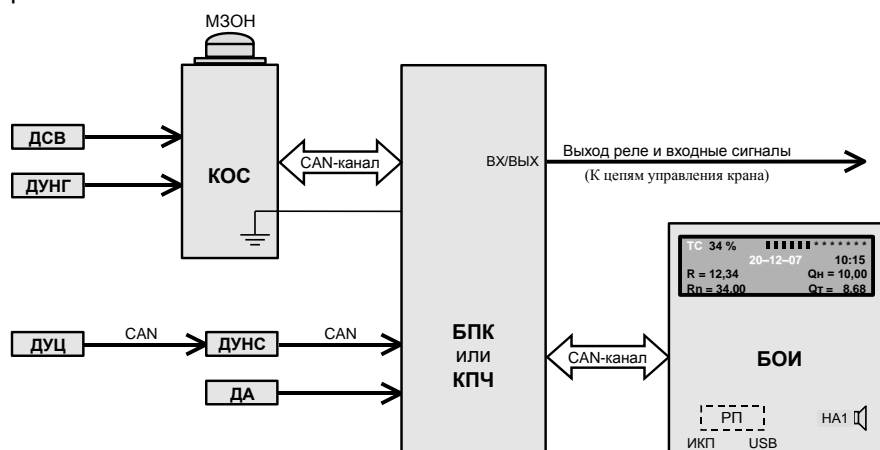 МЗОН
ДСВ
ДУНГ
КОС
CAN-канал
ВХ/ВЫХ
Выход реле и входные сигналы
(К цепям управления крана)
ТС 34 %
* * * * * * *
20–12–07 10:15
R = 12,34 Qн = 10,00
Rп = 34.00 Qт = 8.68
ДУЦ
CAN
ДУНС
CAN
ДА
БПК
или
КПЧ
CAN-канал
БОИ
РП
НА1
ИКП USB